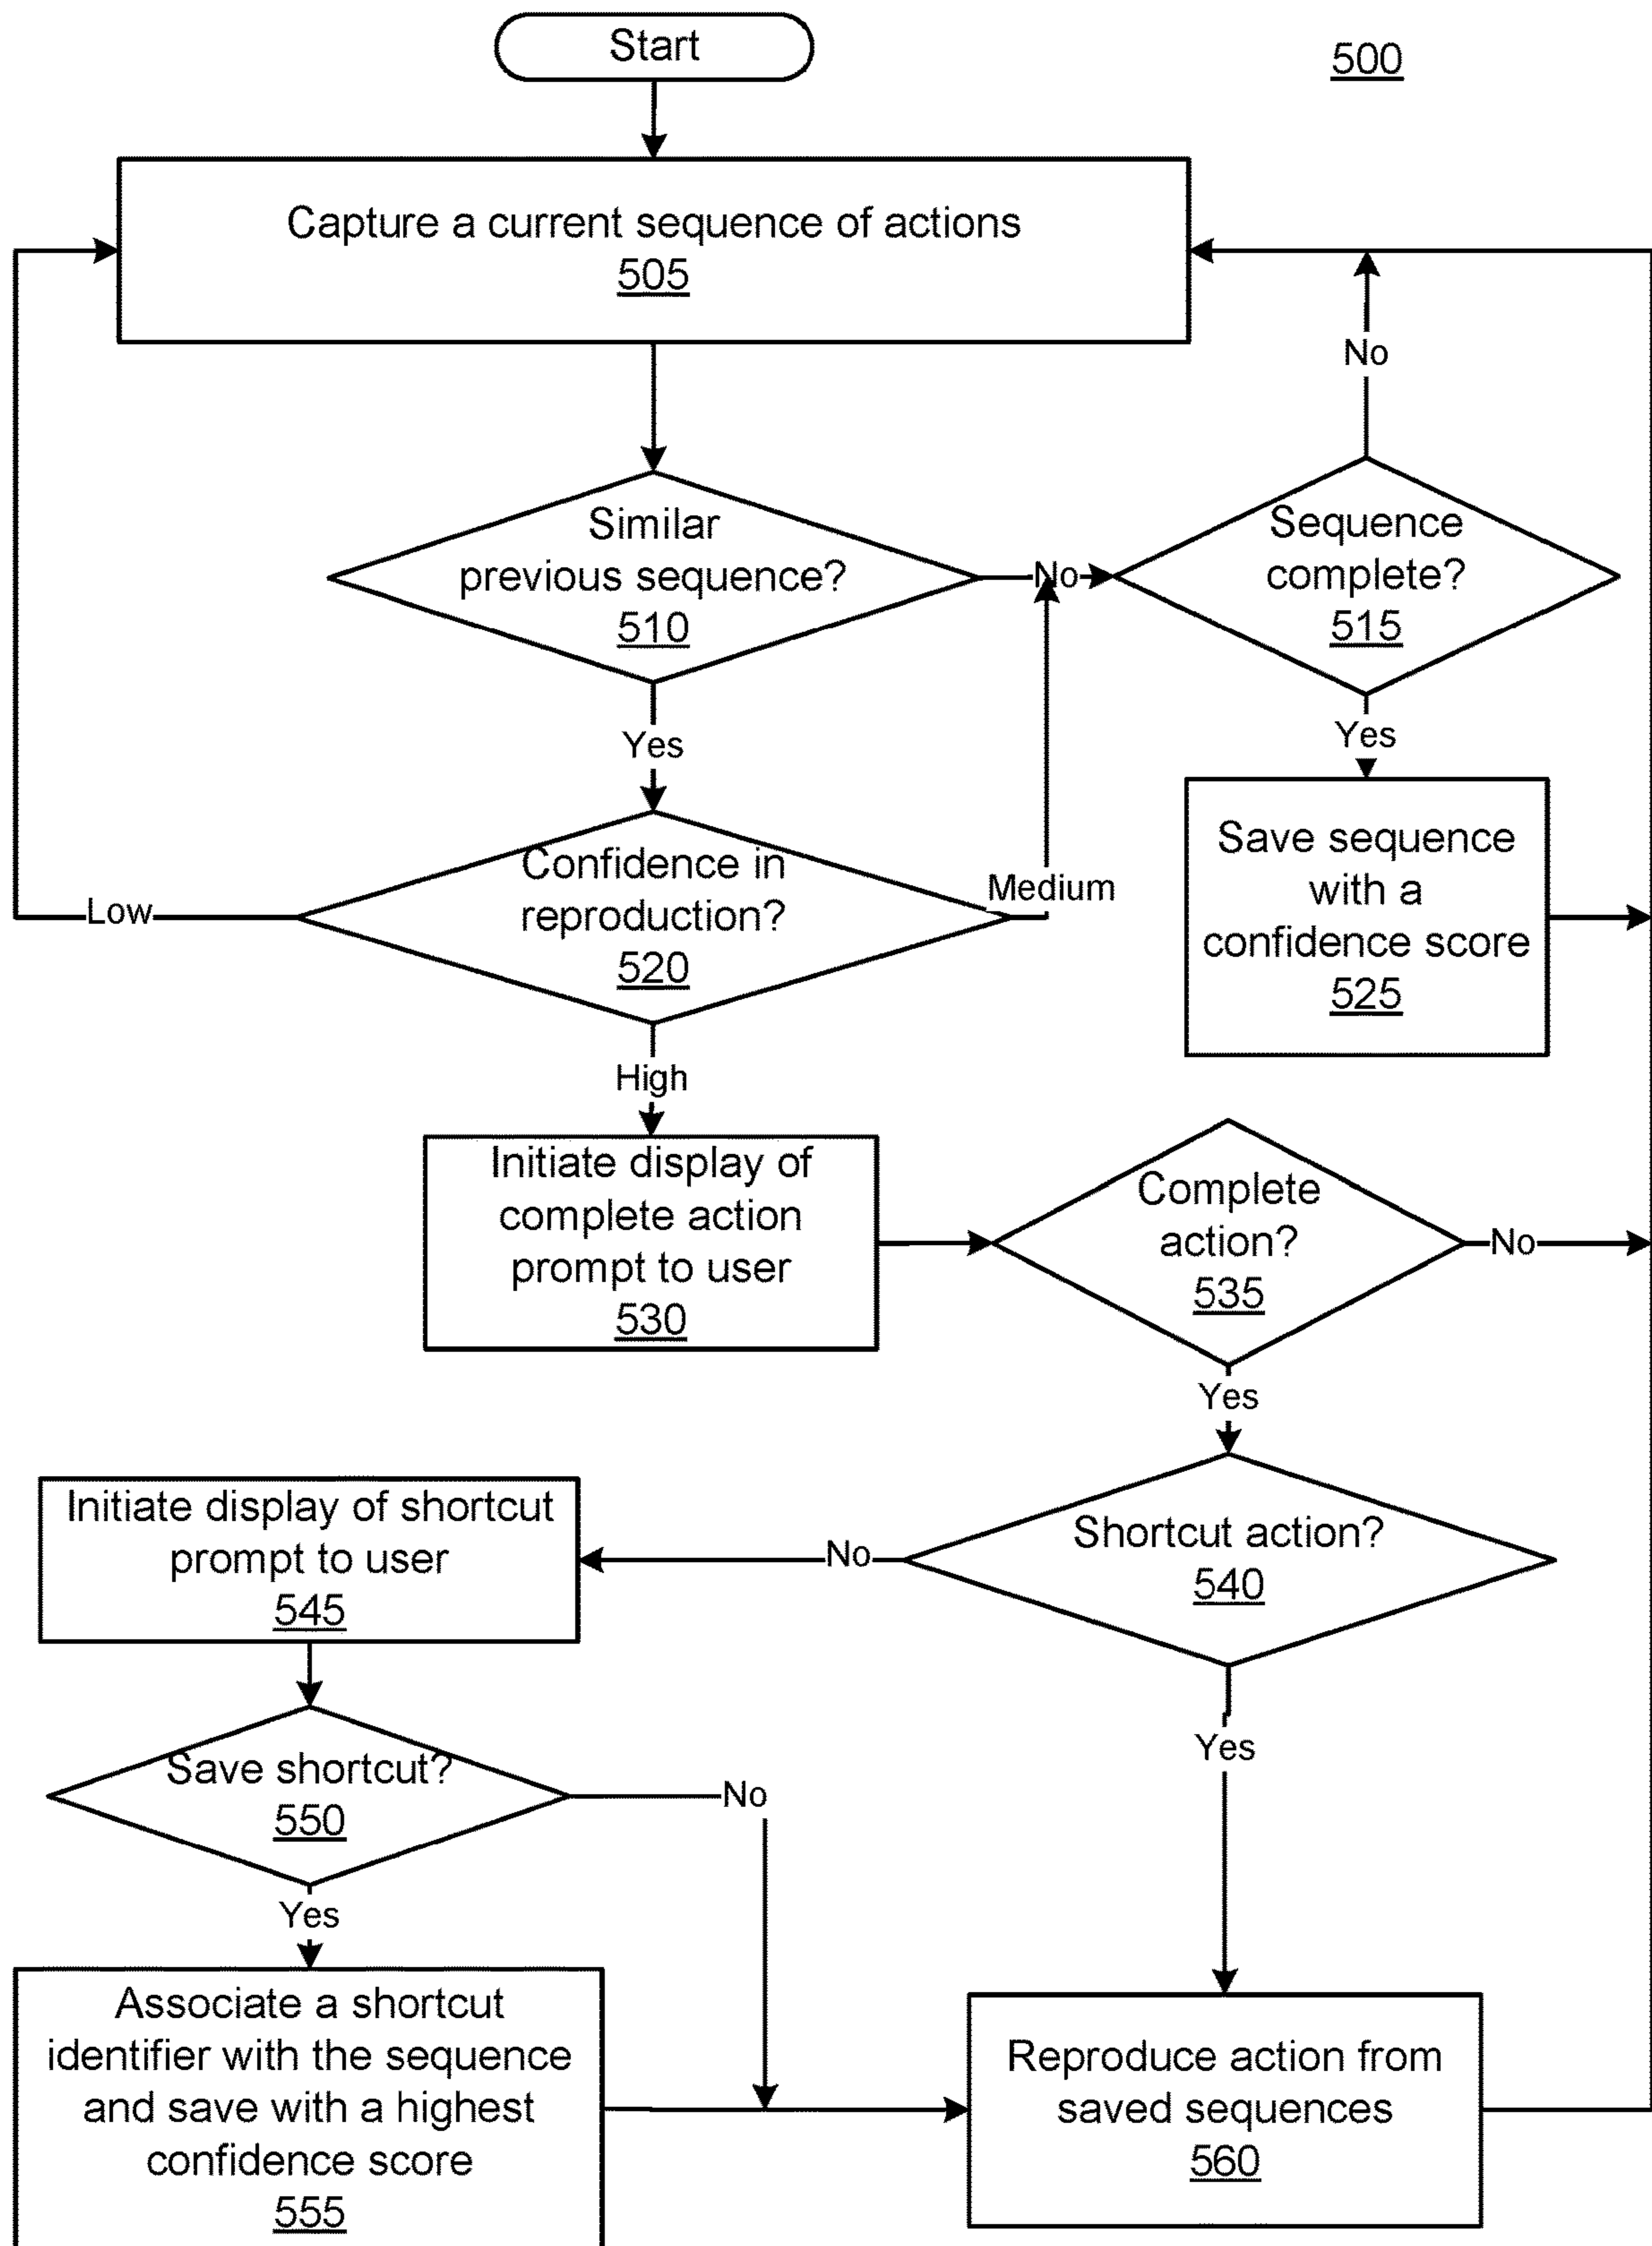 Start
500
Capture a current sequence of actions
505
No
Similar
previous sequence?
510
No
Sequence
complete?
515
Yes
Yes
Confidence in
reproduction?
520
Low
Medium
Save sequence
with a
confidence score
525
High
Initiate display of
complete action
prompt to user
530
Complete
action?
535
No
Yes
Initiate display of shortcut
prompt to user
545
No
Shortcut action?
540
Yes
Save shortcut?
550
No
Yes
Associate a shortcut
identifier with the sequence
and save with a highest
confidence score
555
Reproduce action from
saved sequences
560